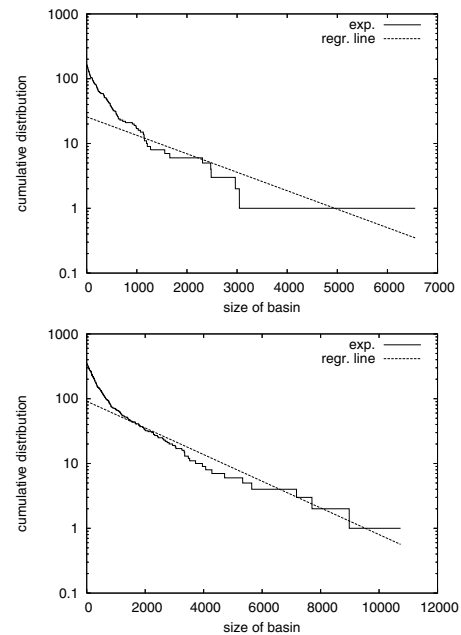 1000
100
10
1
0.1
cumulative distribution
exp.
regr. line
0 1000 2000 3000 4000 5000 6000 7000
size of basin
1000
100
10
1
0.1
cumulative distribution
exp.
regr. line
0 2000 4000 6000 8000 10000 12000
size of basin